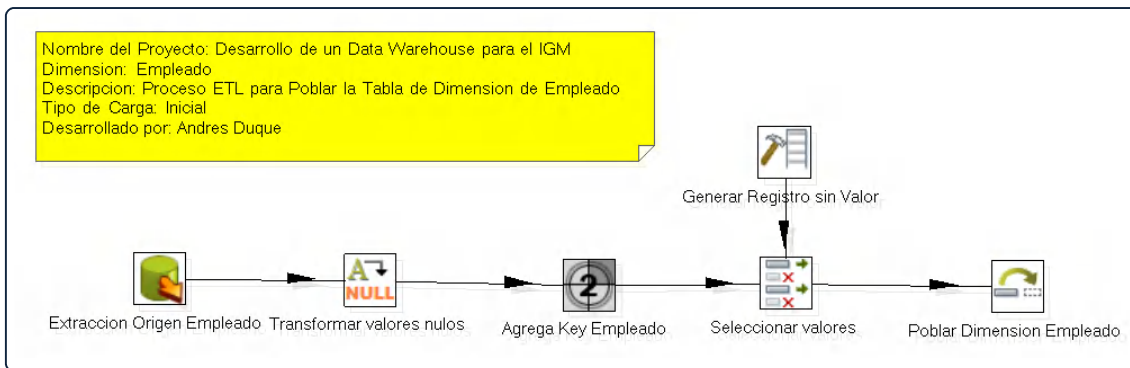 Nombre del Proyecto: Desarrollo de un Data Warehouse para el IGM
Dimension: Empleado
Descripcion: Proceso ETL para Poblar la Tabla de Dimension de Empleado
Tipo de Carga: Inicial
Desarrollado por: Andres Duque
Generar Registro sin Valor
A
NULL
2
Extraccion Origen Empleado
Transformar valores nulos
Agrega Key Empleado
Seleccionar valores
Poblar Dimension Empleado